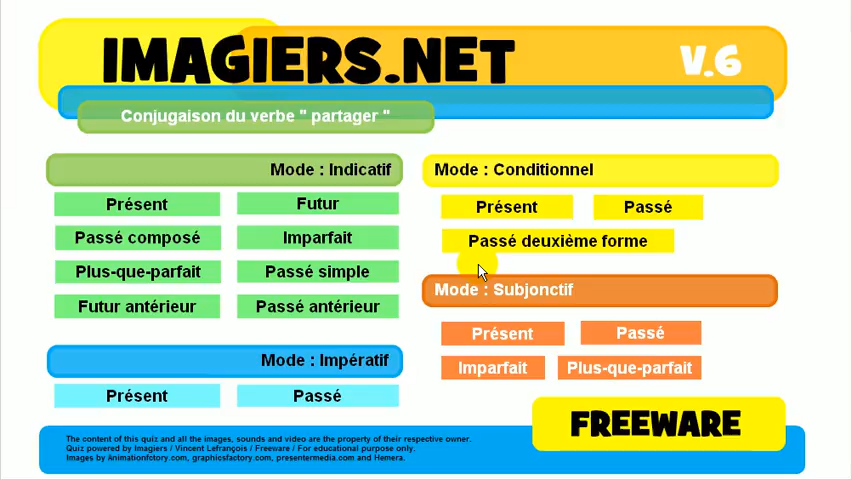 IMAGIERS.NET
V.6
Conjugaison du verbe " partager "
Mode : Indicatif
Présent
Futur
Passé composé
Imparfait
Plus-que-parfait
Passé simple
Futur antérieur
Passé antérieur
Mode : Impératif
Présent
Passé
Mode : Conditionnel
Présent
Passé
Passé deuxième forme
Mode : Subjonctif
Présent
Passé
Imparfait
Plus-que-parfait
FREEWARE
The content of this quiz and all the images, sounds and video are the property of their respective owner.
Quiz powered by Imagiers / Vincent Lefrançois / Freeware / For educational purpose only.
Images by Animationfctory.com, graphicsfactory.com, presentermedia.com and Hemera.